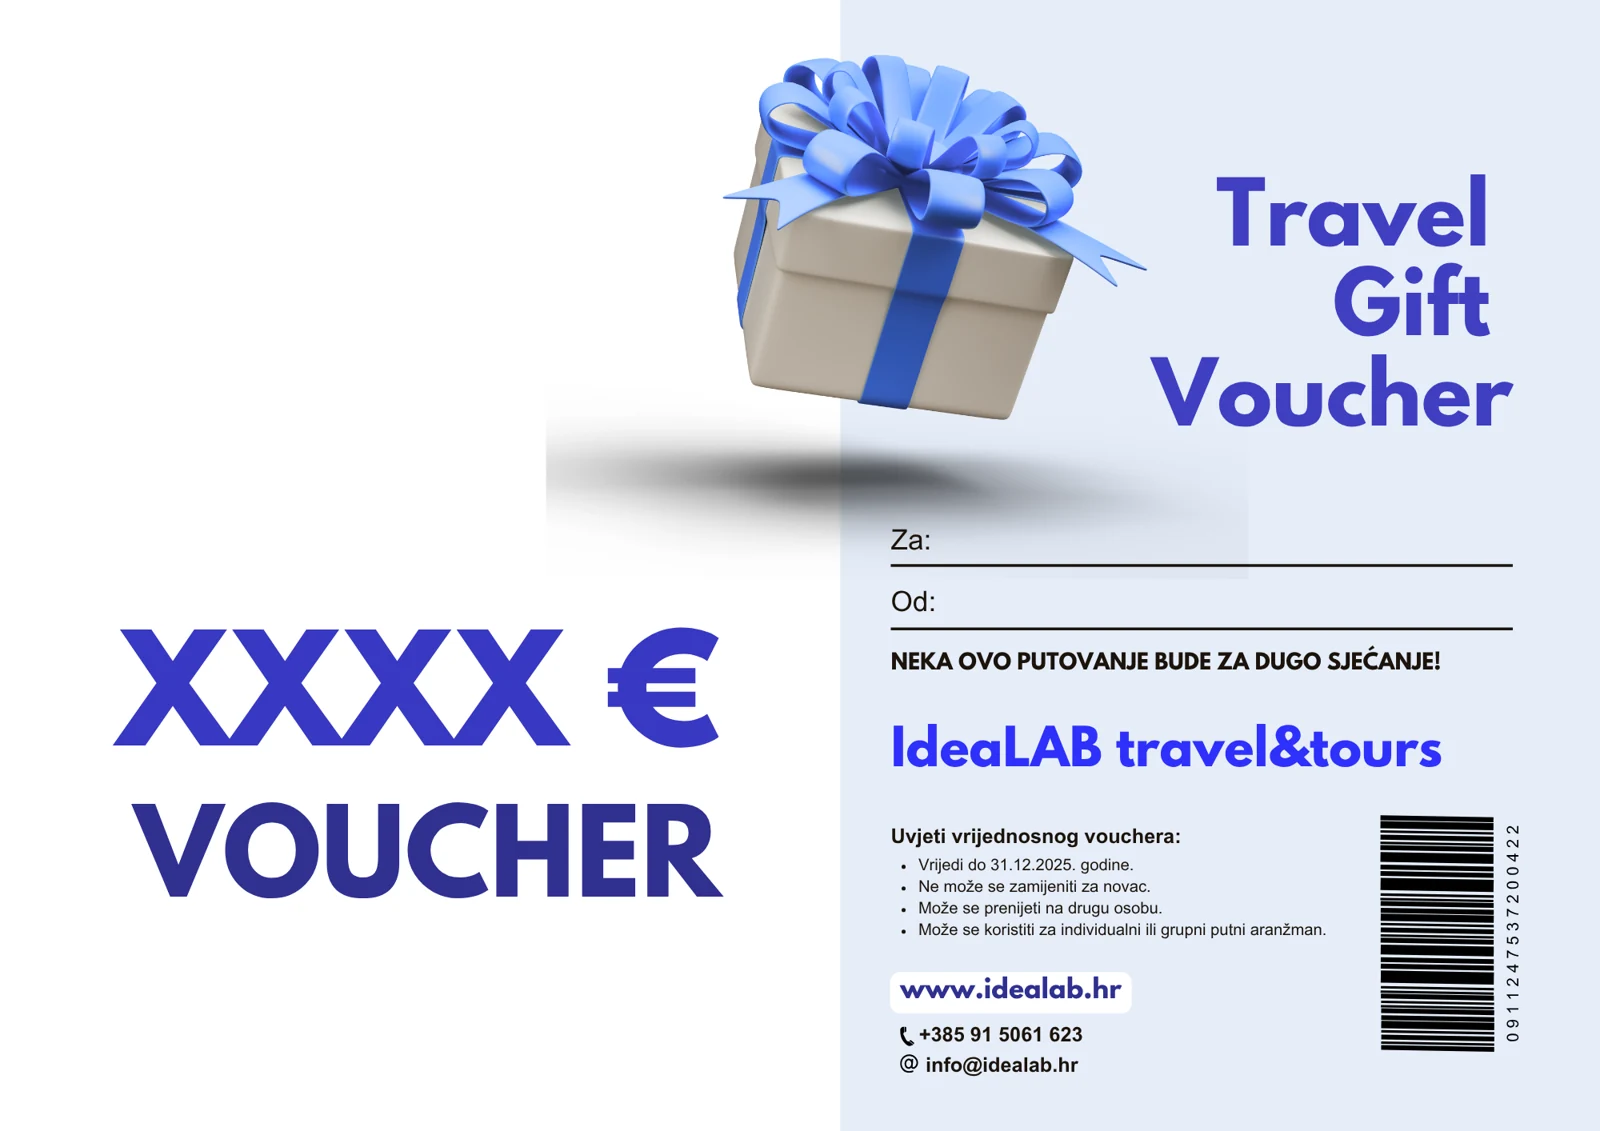 Travel
Gift
Voucher
Za:
Od:
NEKA OVO PUTOVANJE BUDE ZA DUGO SJEĆANJE!
XXXX €
VOUCHER
IdeaLAB travel&tours
Uvjeti vrijednosnog vouchera:
• Vrijedi do 31.12.2025. godine.
• Ne može se zamijeniti za novac.
• Može se prenijeti na drugu osobu.
• Može se koristiti za individualni ili grupni putni aranžman.
www.idealab.hr
+385 91 5061 623
@ info@idealab.hr
0911247537200422